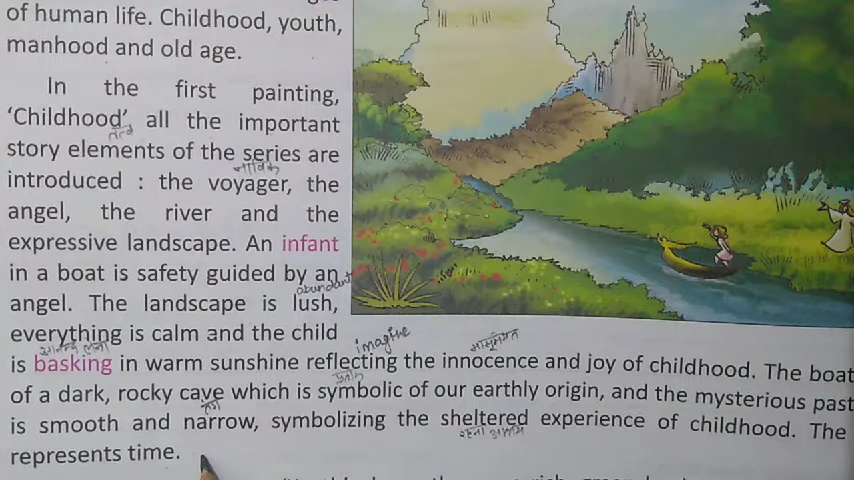 of human life. Childhood, youth,
manhood and old age.
In the first painting,
'Childhood', all the important
तत्व
story elements of the series are
नाविक
introduced : the voyager, the
angel, the river and the
expressive landscape. An infant
in a boat is safety guided by an
abundant
angel. The landscape is lush,
everything is calm and the child
imagine
is basking in warm sunshine reflecting the innocence and joy of childhood. The boat
of a dark, rocky cave which is symbolic of our earthly origin, and the mysterious past
is smooth and narrow, symbolizing the sheltered experience of childhood. The
represents time.